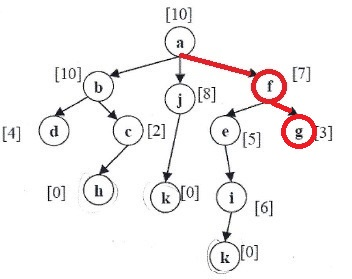 [10]
a
[10] b
j [8]
f [7]
[4] d
c [2]
e [5]
g [3]
[0] h
k [0]
i [6]
k [0]